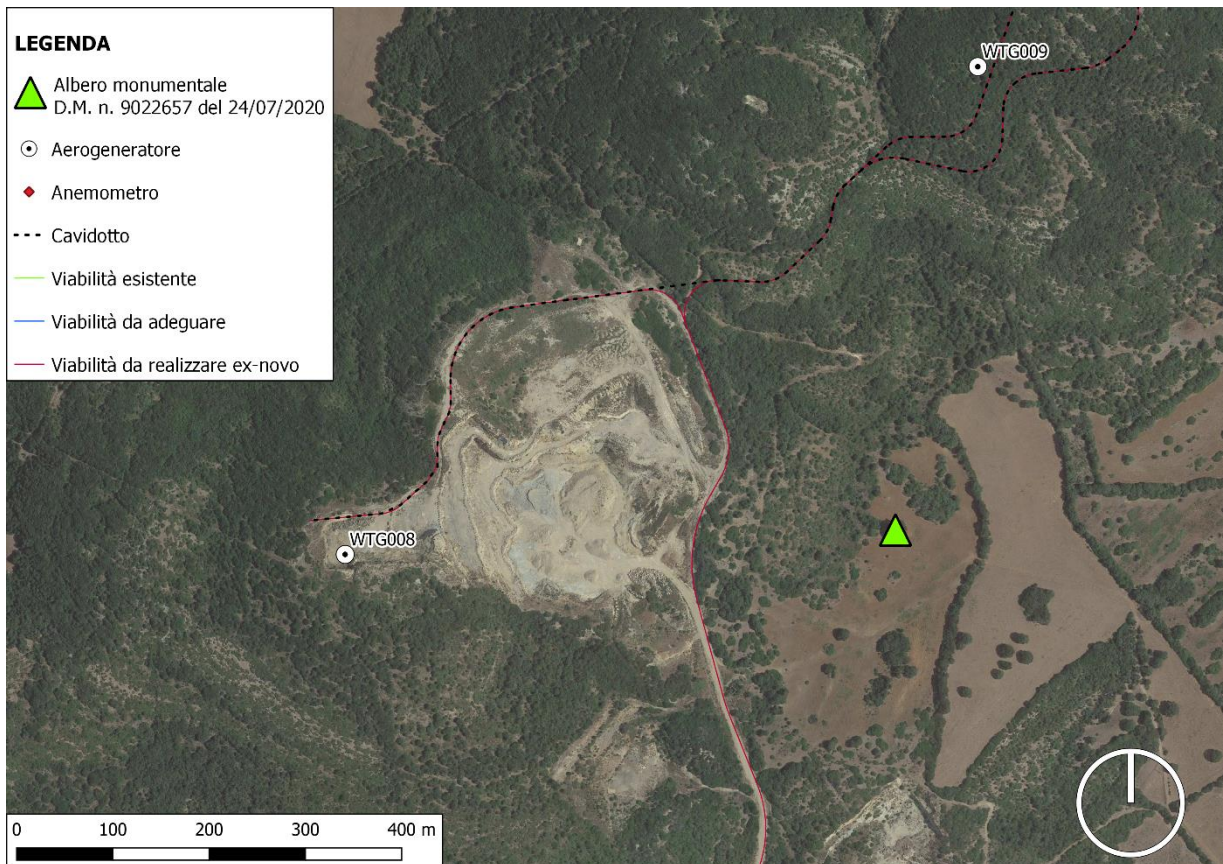 LEGENDA
Albero monumentale
D.M. n. 9022657 del 24/07/2020
Aerogeneratore
Anemometro
Cavidotto
Viabilità esistente
Viabilità da adeguare
Viabilità da realizzare ex-novo
WTG009
WTG008
0 100 200 300 400 m